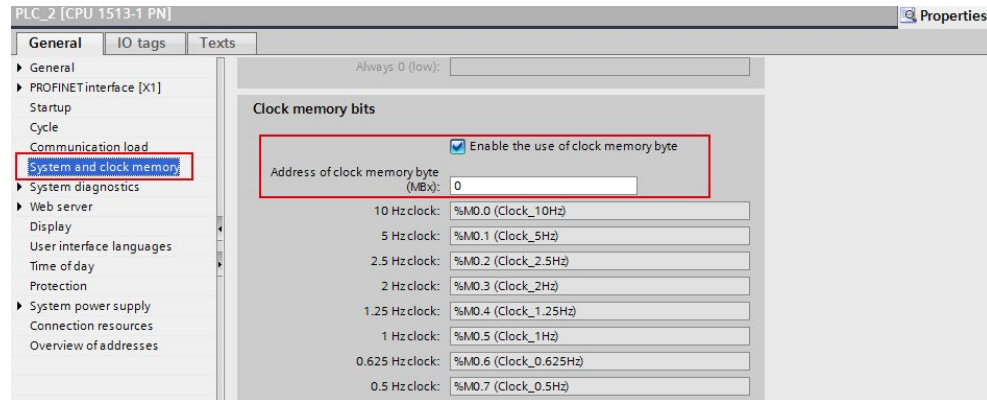 PLC_2 [CPU 1513-1 PN]
Properties
General
IO tags
Texts
General
PROFINET interface [X1]
Startup
Cycle
Communication load
System and clock memory
System diagnostics
Web server
Display
User interface languages
Time of day
Protection
System power supply
Connection resources
Overview of addresses
Always 0 (low):
Clock memory bits
Enable the use of clock memory byte
Address of clock memory byte
(MBx): 0
10 Hz clock: %M0.0 (Clock_10Hz)
5 Hz clock: %M0.1 (Clock_5Hz)
2.5 Hz clock: %M0.2 (Clock_2.5Hz)
2 Hz clock: %M0.3 (Clock_2Hz)
1.25 Hz clock: %M0.4 (Clock_1.25Hz)
1 Hz clock: %M0.5 (Clock_1Hz)
0.625 Hz clock: %M0.6 (Clock_0.625Hz)
0.5 Hz clock: %M0.7 (Clock_0.5Hz)